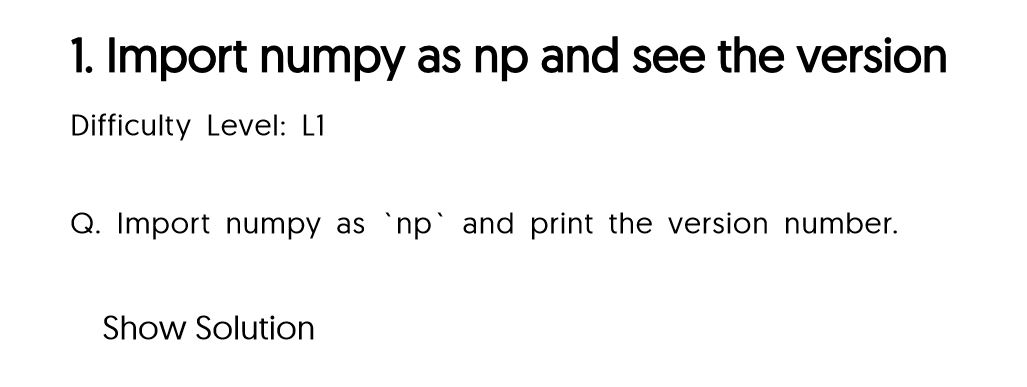 1. Import numpy as np and see the version
Difficulty Level: L1
Q. Import numpy as `np` and print the version number.
Show Solution